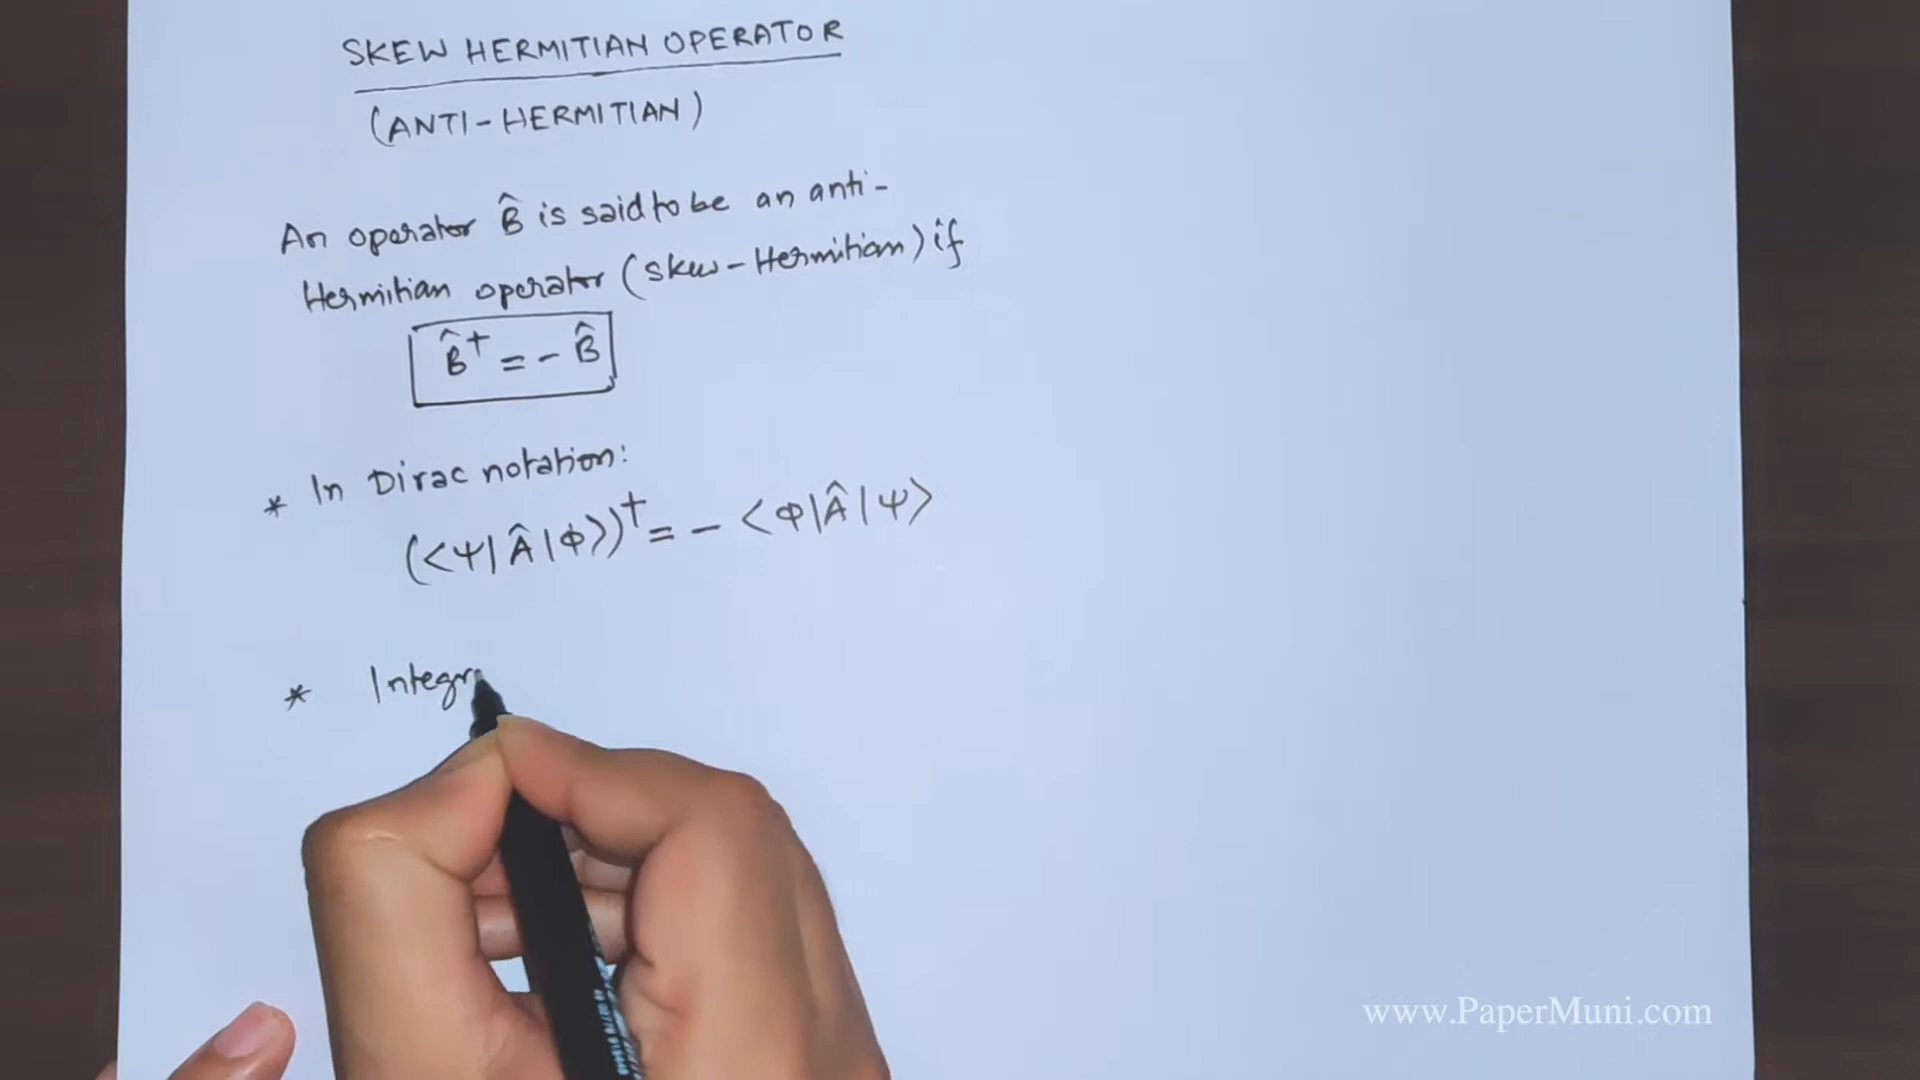 SKEW HERMITIAN OPERATOR
(ANTI-HERMITIAN)
An operator B̂ is said to be an anti-
Hermitian operator (skew-Hermitian) if
B̂† = - B̂
* In Dirac notation:
(<Ψ|Â|Φ>)† = - <Φ|Â|Ψ>
* Integr
www.PaperMuni.com